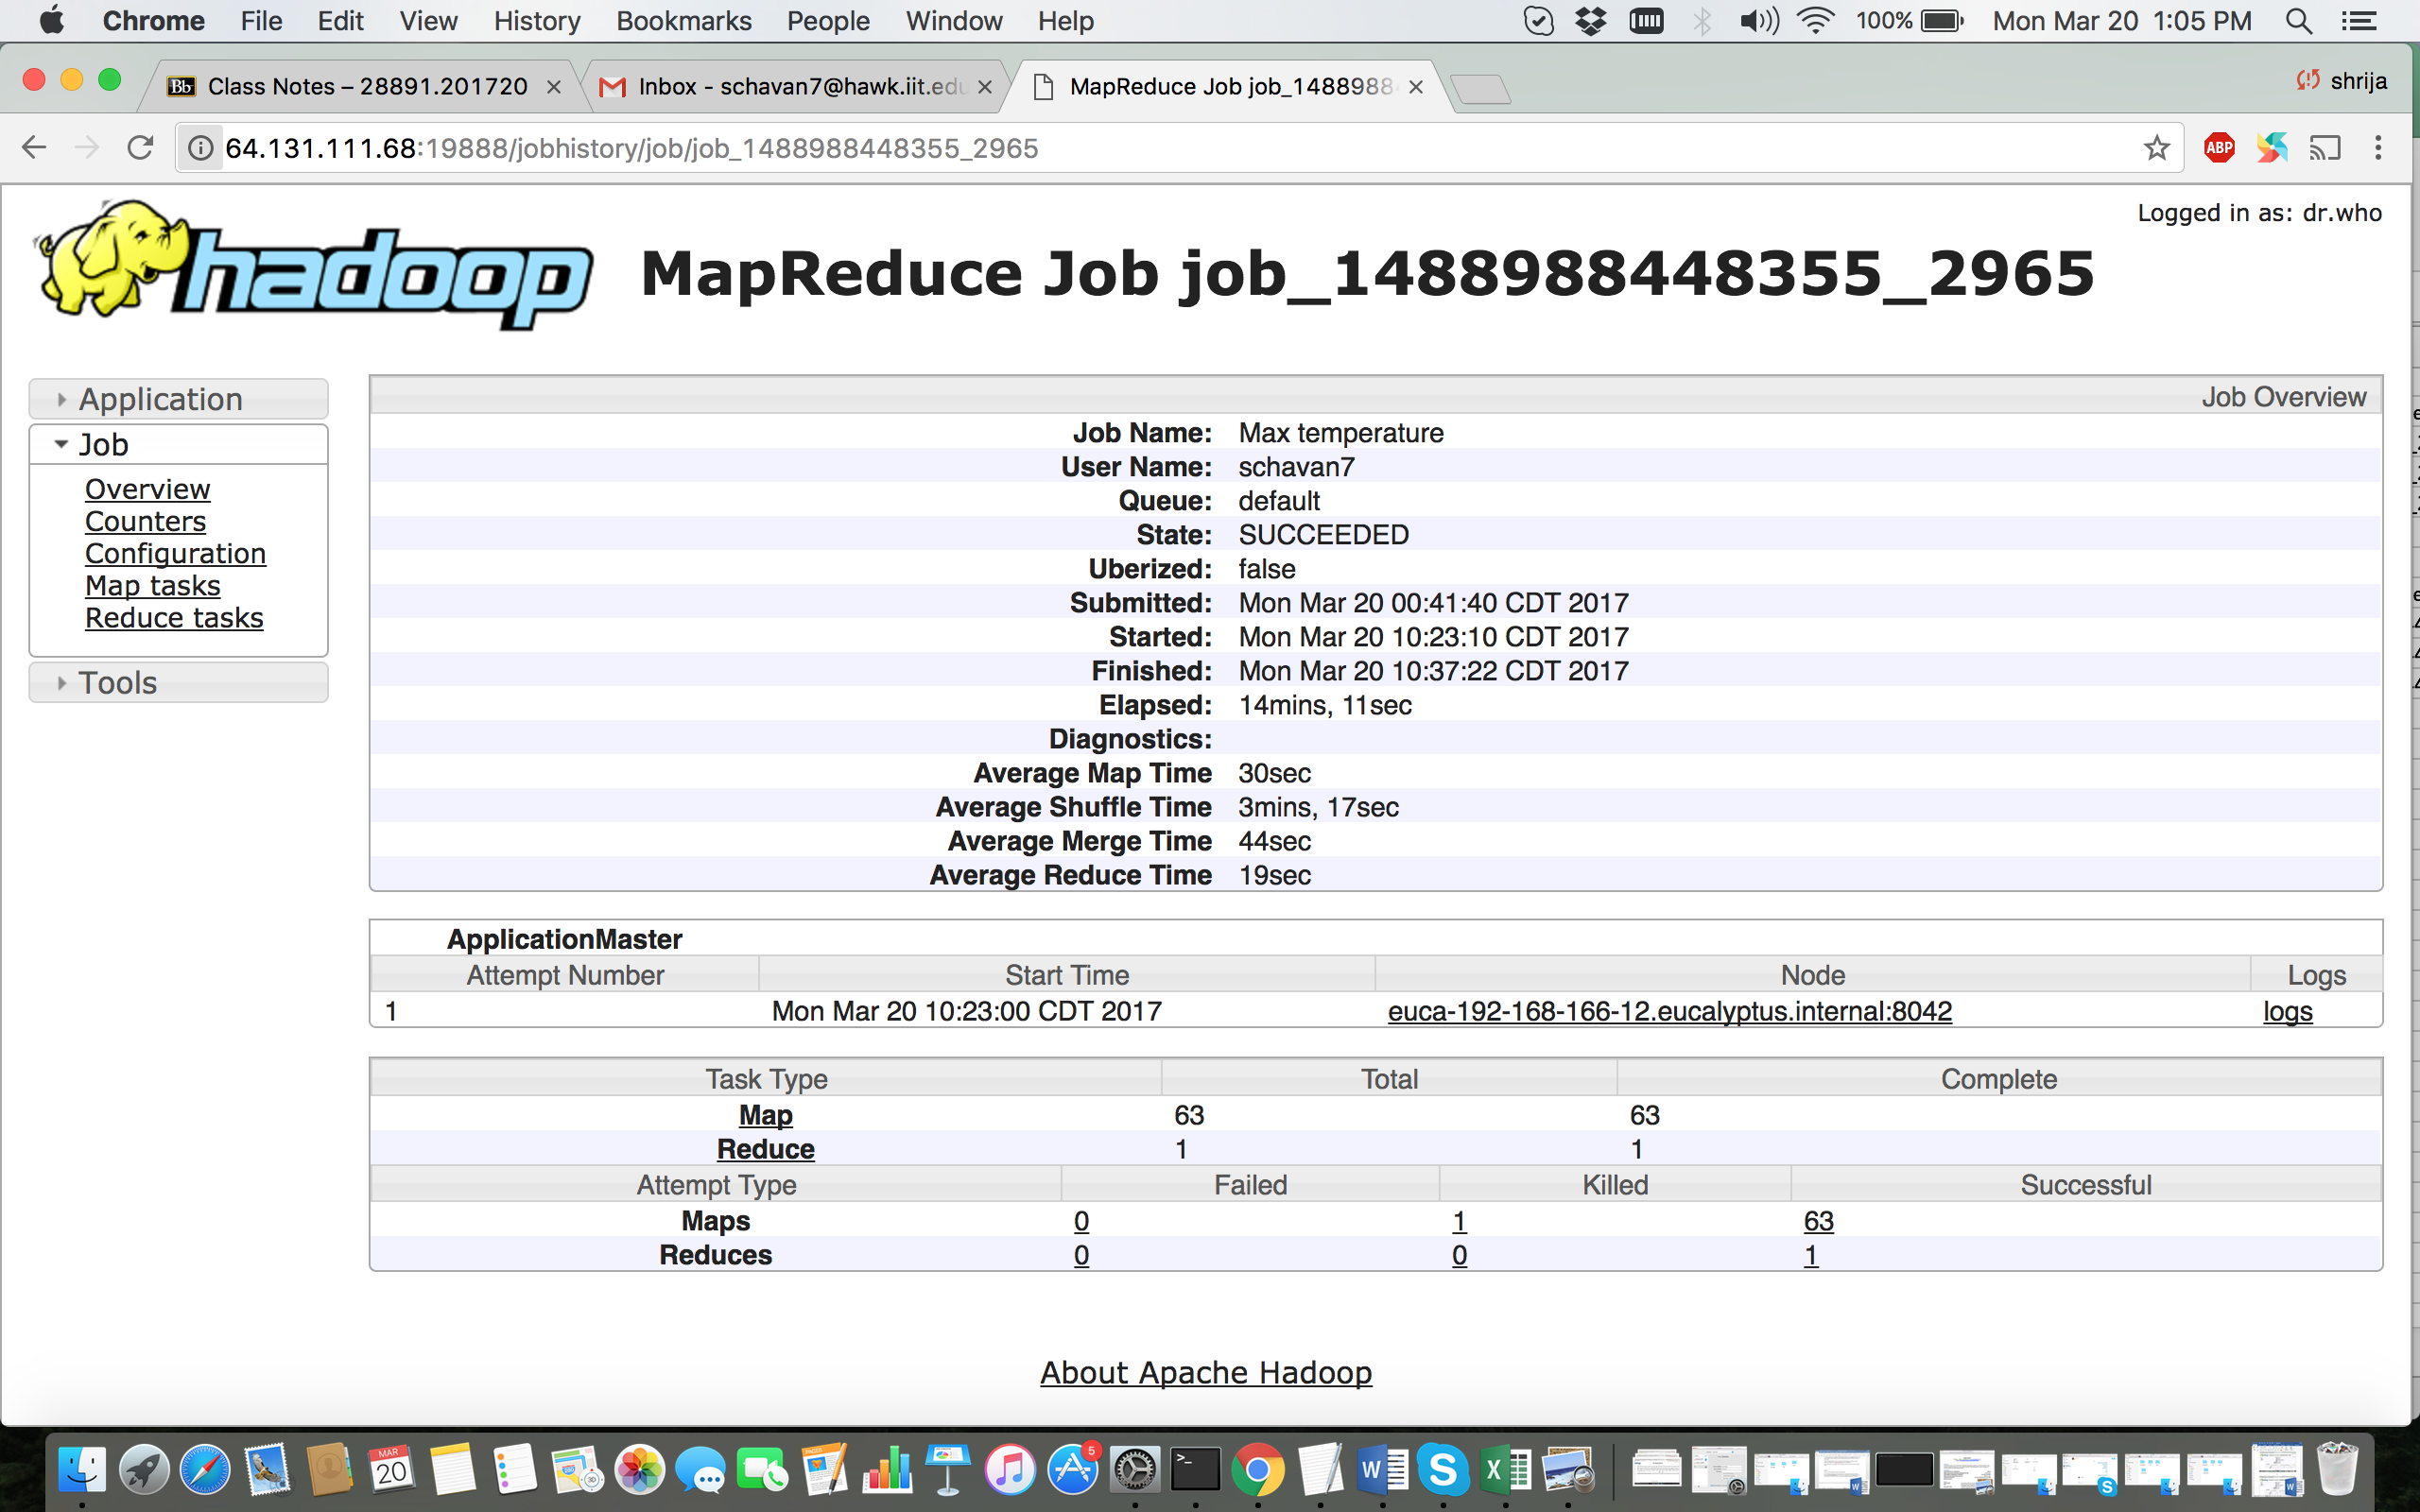 Chrome File Edit View History Bookmarks People Window Help 100% Mon Mar 20 1:05 PM
Bb Class Notes – 28891.201720 Inbox - schavan7@hawk.iit.edu MapReduce Job job_1488988 shrija
64.131.111.68:19888/jobhistory/job/job_1488988448355_2965 ABP
Logged in as: dr.who
hadoop MapReduce Job job_1488988448355_2965
Application
Job
Overview
Counters
Configuration
Map tasks
Reduce tasks
Tools
Job Overview
Job Name: Max temperature
User Name: schavan7
Queue: default
State: SUCCEEDED
Uberized: false
Submitted: Mon Mar 20 00:41:40 CDT 2017
Started: Mon Mar 20 10:23:10 CDT 2017
Finished: Mon Mar 20 10:37:22 CDT 2017
Elapsed: 14mins, 11sec
Diagnostics:
Average Map Time 30sec
Average Shuffle Time 3mins, 17sec
Average Merge Time 44sec
Average Reduce Time 19sec
ApplicationMaster
Attempt Number Start Time Node Logs
1 Mon Mar 20 10:23:00 CDT 2017 euca-192-168-166-12.eucalyptus.internal:8042 logs
Task Type Total Complete
Map 63 63
Reduce 1 1
Attempt Type Failed Killed Successful
Maps 0 1 63
Reduces 0 0 1
About Apache Hadoop
MAR
20
5